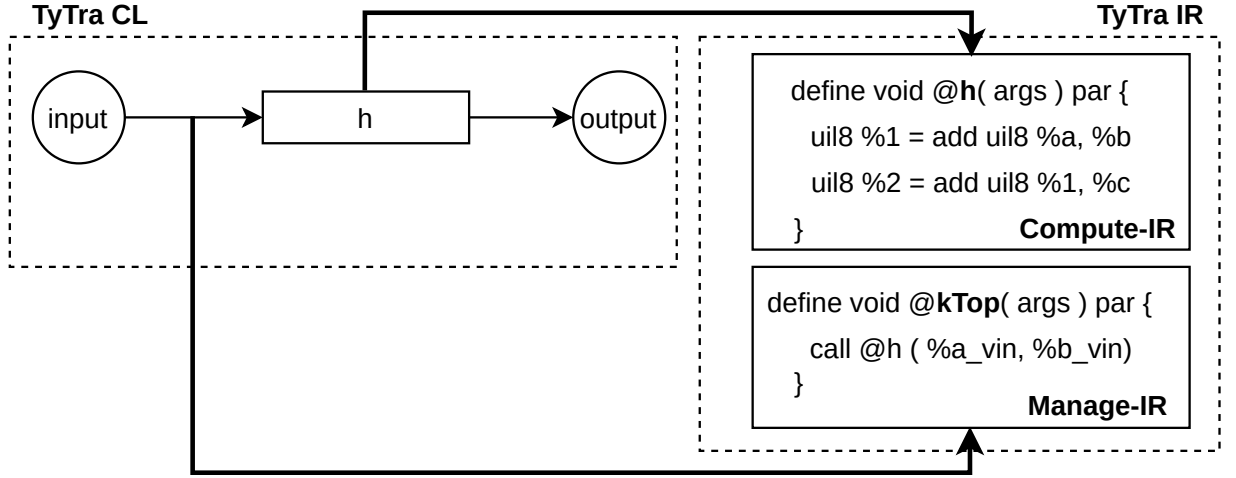 TyTra CL
TyTra IR
input
h
output
define void @h( args ) par {
uil8 %1 = add uil8 %a, %b
uil8 %2 = add uil8 %1, %c
}
Compute-IR
define void @kTop( args ) par {
call @h ( %a_vin, %b_vin)
}
Manage-IR